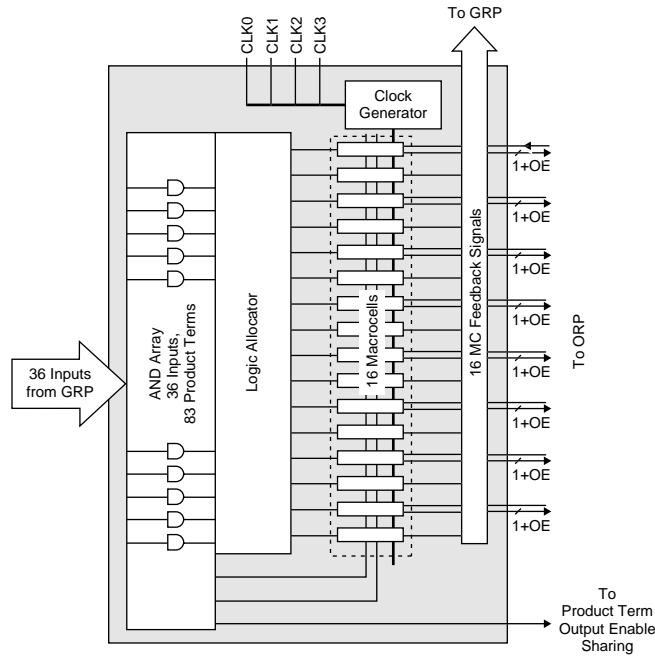 To GRP
CLK0
CLK1
CLK2
CLK3
Clock
Generator
1+OE
1+OE
1+OE
1+OE
1+OE
1+OE
1+OE
1+OE
36 Inputs
from GRP
AND Array
36 Inputs,
83 Product Terms
Logic Allocator
16 Macrocells
16 MC Feedback Signals
To ORP
To
Product Term
Output Enable
Sharing